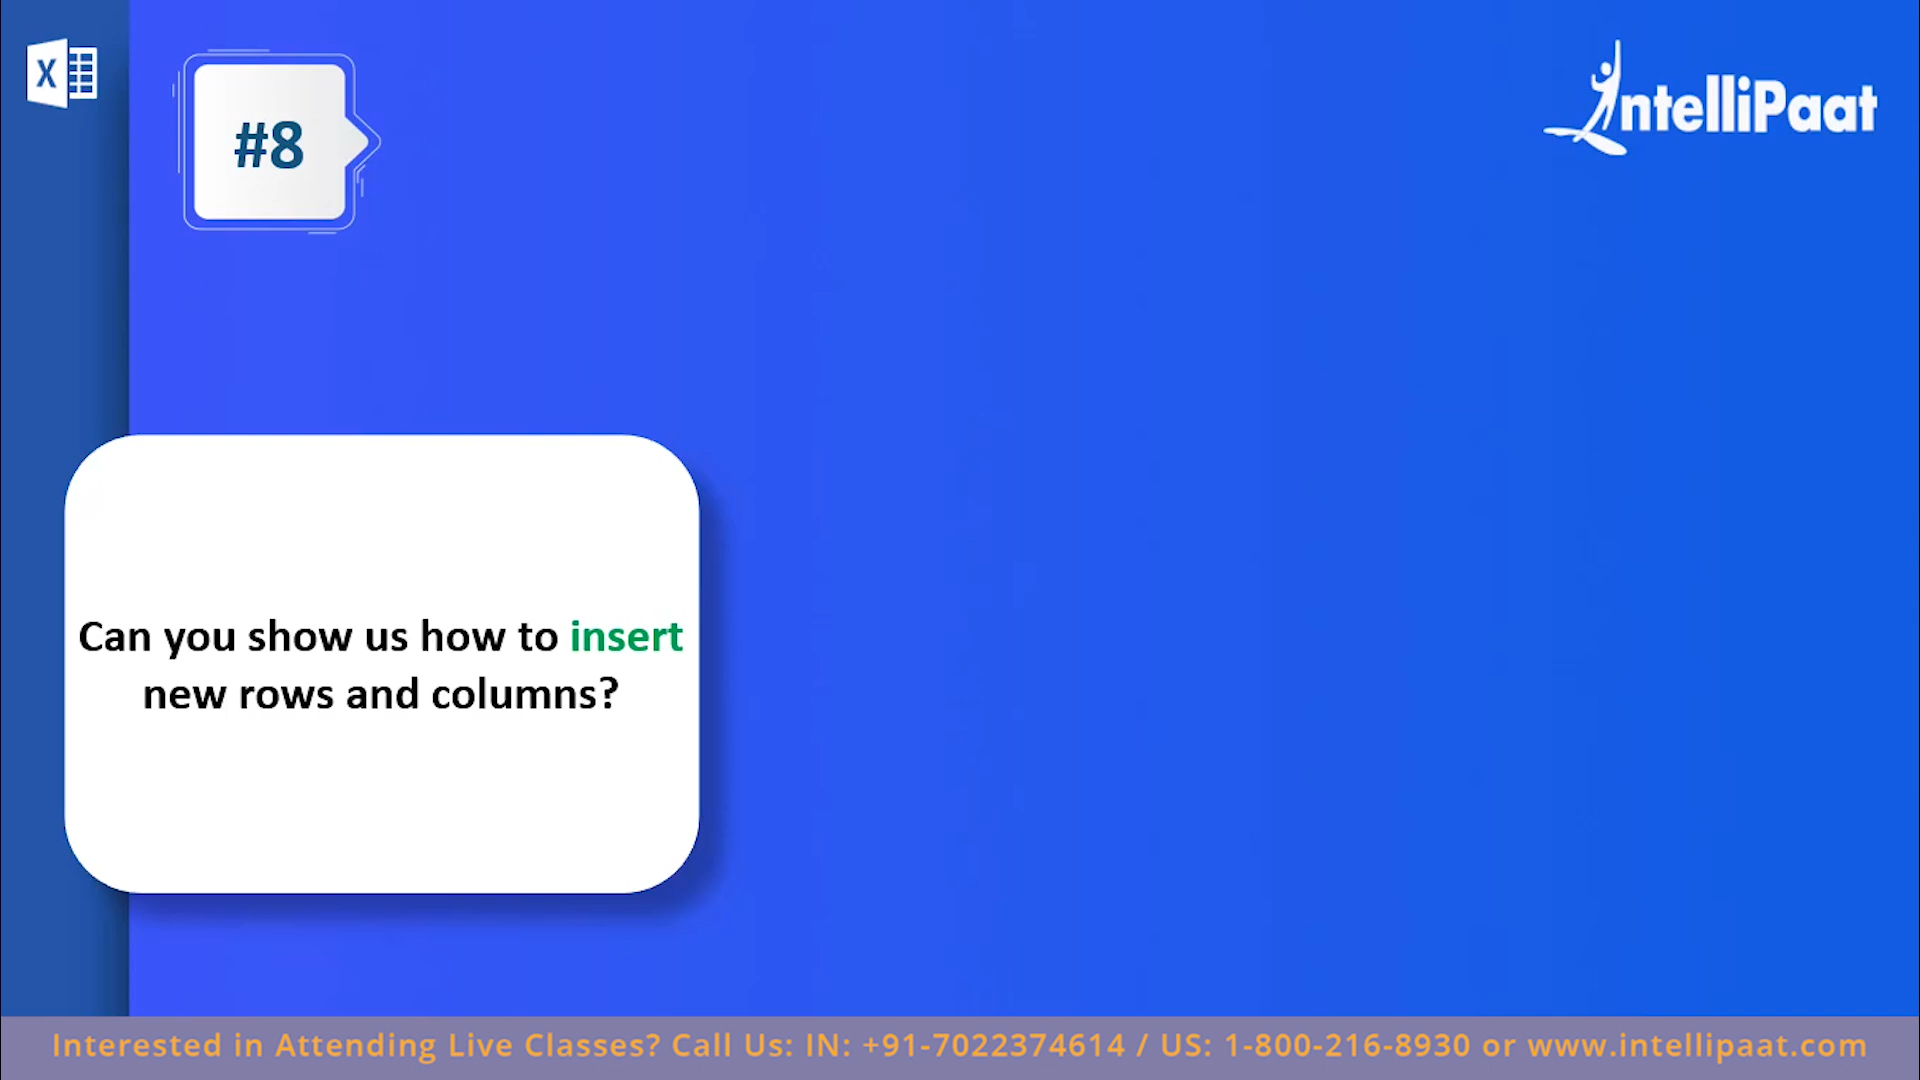 X
#8
IntelliPaat
Can you show us how to insert
new rows and columns?
Interested in Attending Live Classes? Call Us: IN: +91-7022374614 / US: 1-800-216-8930 or www.intellipaat.com